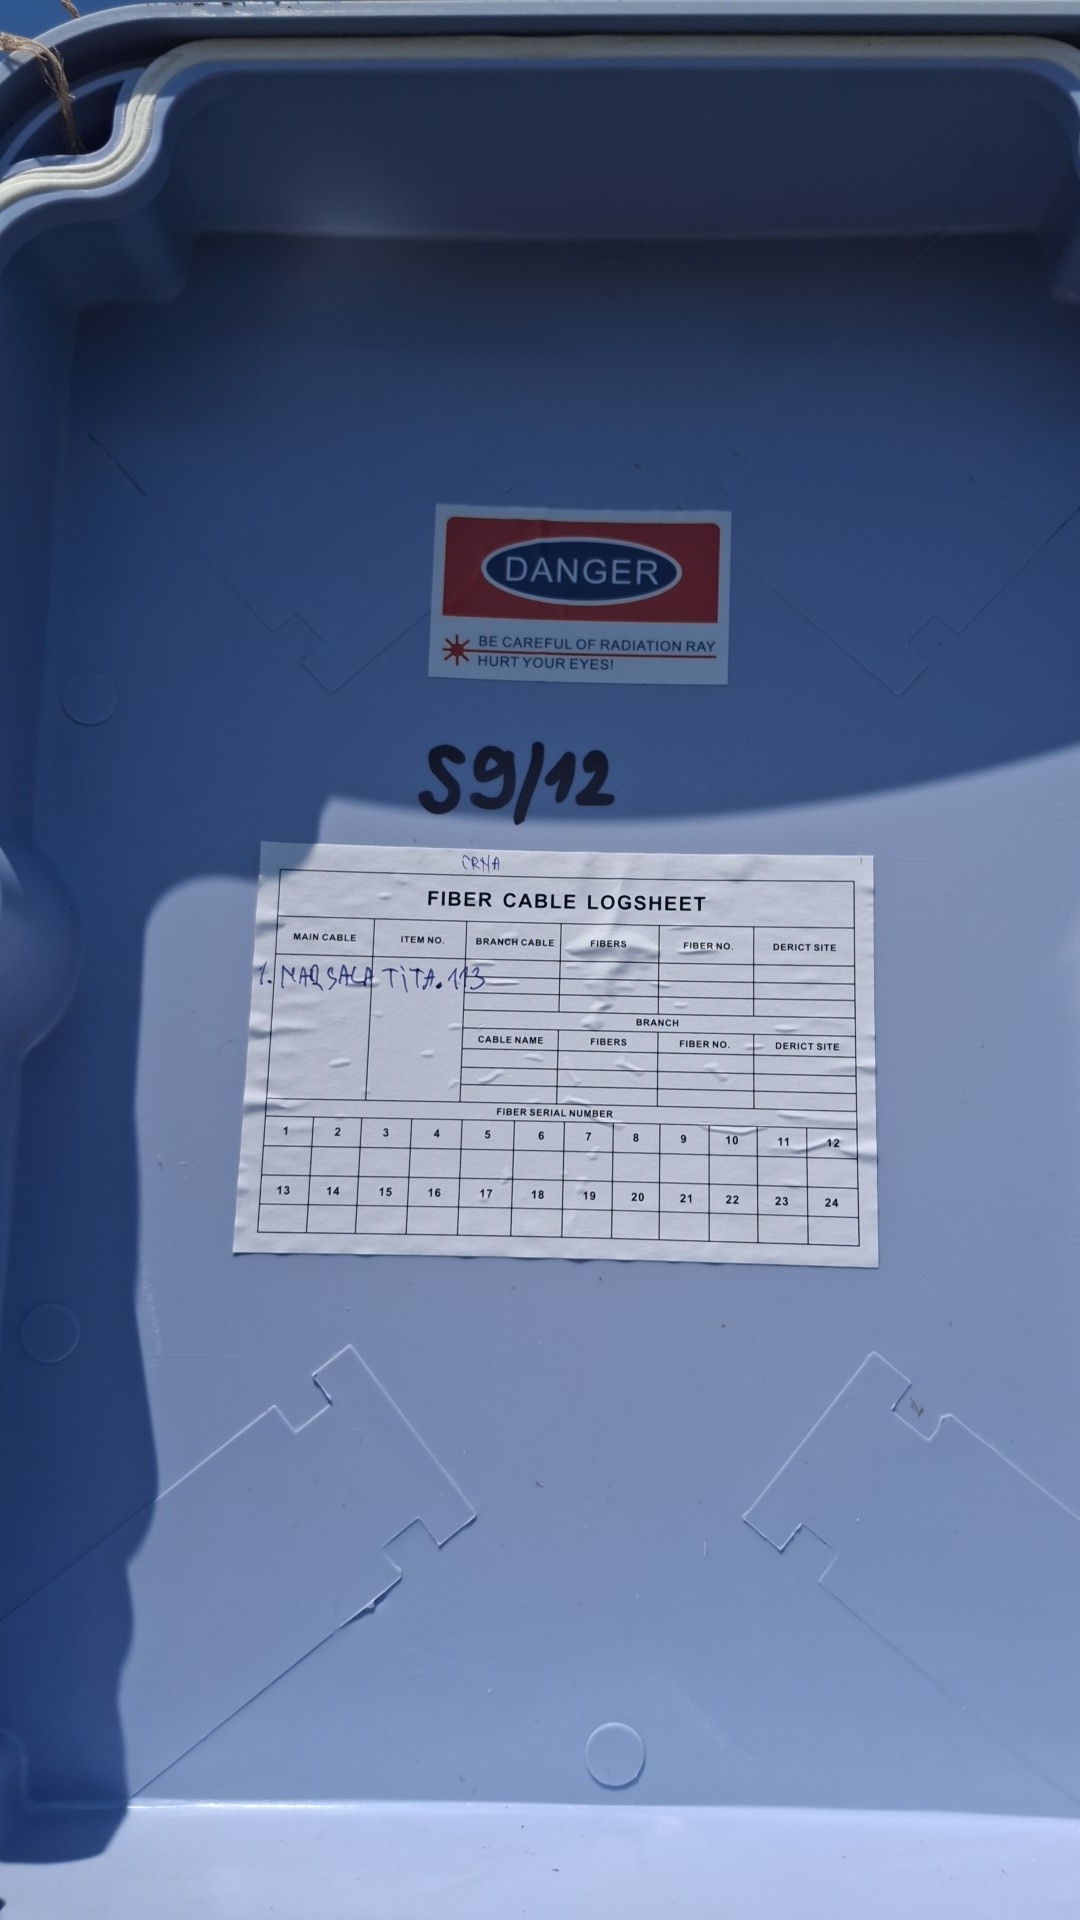 DANGER
BE CAREFUL OF RADIATION RAY
HURT YOUR EYES!
S9/12
CRNA
FIBER CABLE LOGSHEET
MAIN CABLE ITEM NO. BRANCH CABLE FIBERS FIBER NO. DERICT SITE
1. MARSALA TITA. 113
BRANCH
CABLE NAME FIBERS FIBER NO. DERICT SITE
FIBER SERIAL NUMBER
1 2 3 4 5 6 7 8 9 10 11 12
13 14 15 16 17 18 19 20 21 22 23 24